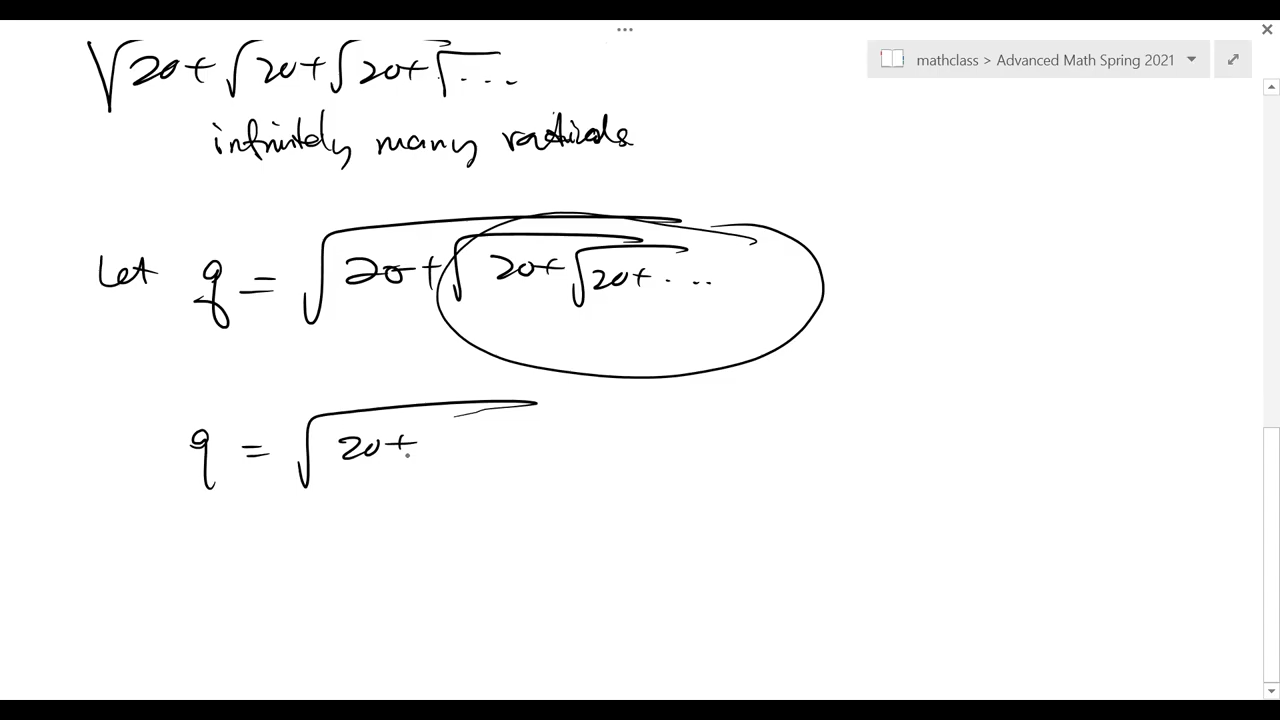 mathclass > Advanced Math Spring 2021
√20+√20+√20+√...
infinitely many radicals
Let q = √20+√20+√20+...
q = √20+